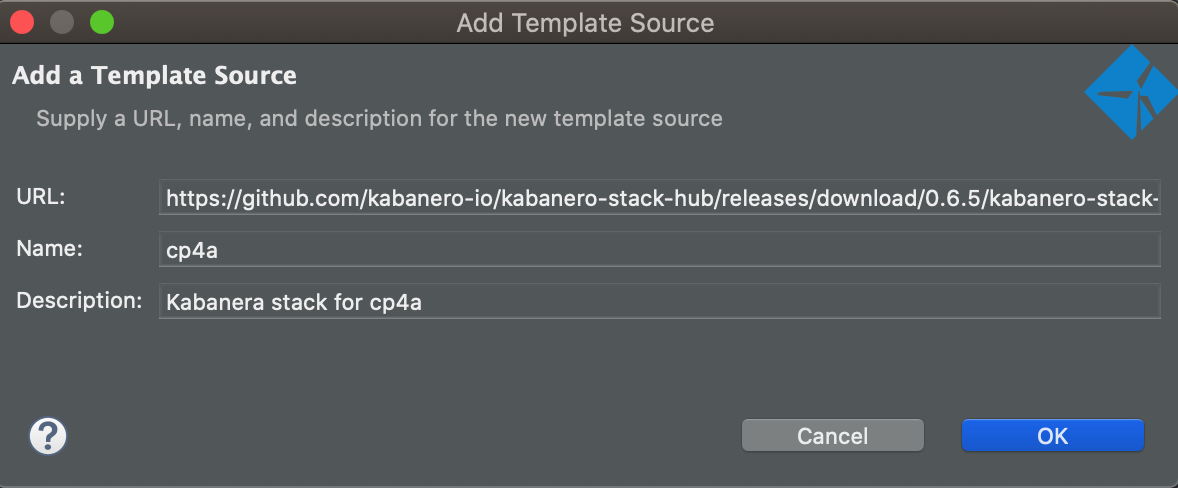 Add Template Source
Add a Template Source
Supply a URL, name, and description for the new template source
URL: https://github.com/kabanero-io/kabanero-stack-hub/releases/download/0.6.5/kabanero-stack-
Name: cp4a
Description: Kabanera stack for cp4a
?
Cancel OK